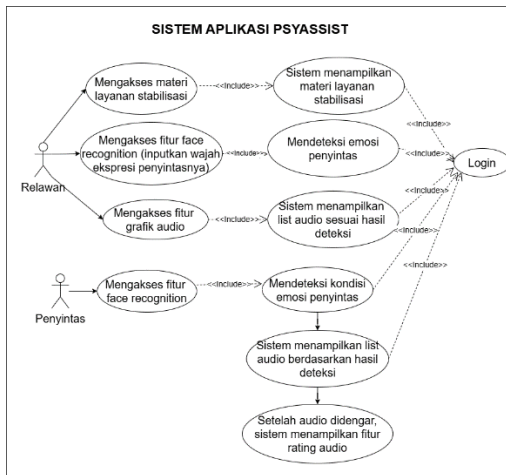 SISTEM APLIKASI PSYASSIST
Mengakses materi
layanan stabilisasi
<<Include>>
Sistem menampilkan
materi layanan
stabilisasi
<<Include>>
Mengakses fitur face
recognition (inputkan wajah
ekspresi penyintasnya)
<<Include>>
Mendeteksi emosi
penyintas
<<Include>>
Login
Relawan
Mengakses fitur
grafik audio
<<Include>>
Sistem menampilkan
list audio sesuai hasil
deteksi
<<Include>>
<<Include>>
Mengakses fitur
face recognition
<<Include>>
Mendeteksi kondisi
emosi penyintas
<<Include>>
Penyintas
Sistem menampilkan list
audio berdasarkan hasil
deteksi
Setelah audio didengar,
sistem menampilkan fitur
rating audio